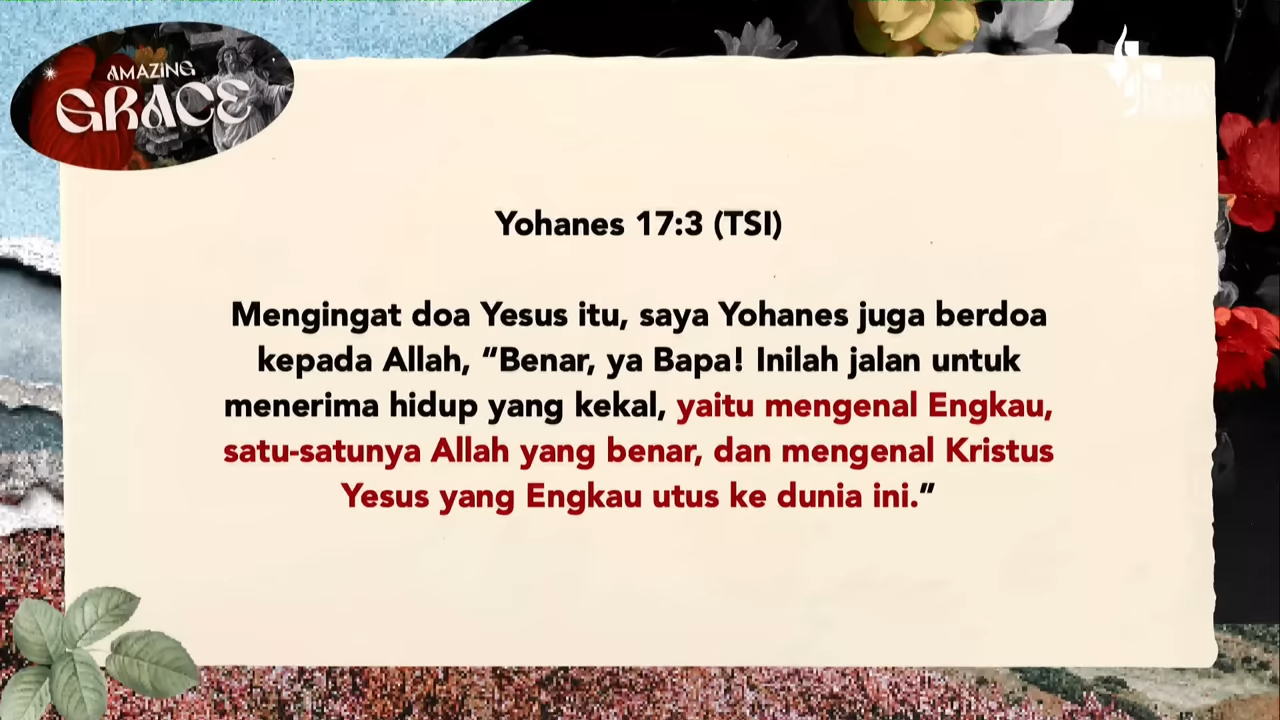 AMAZING
GRACE
Yohanes 17:3 (TSI)
Mengingat doa Yesus itu, saya Yohanes juga berdoa
kepada Allah, “Benar, ya Bapa! Inilah jalan untuk
menerima hidup yang kekal, yaitu mengenal Engkau,
satu-satunya Allah yang benar, dan mengenal Kristus
Yesus yang Engkau utus ke dunia ini.”